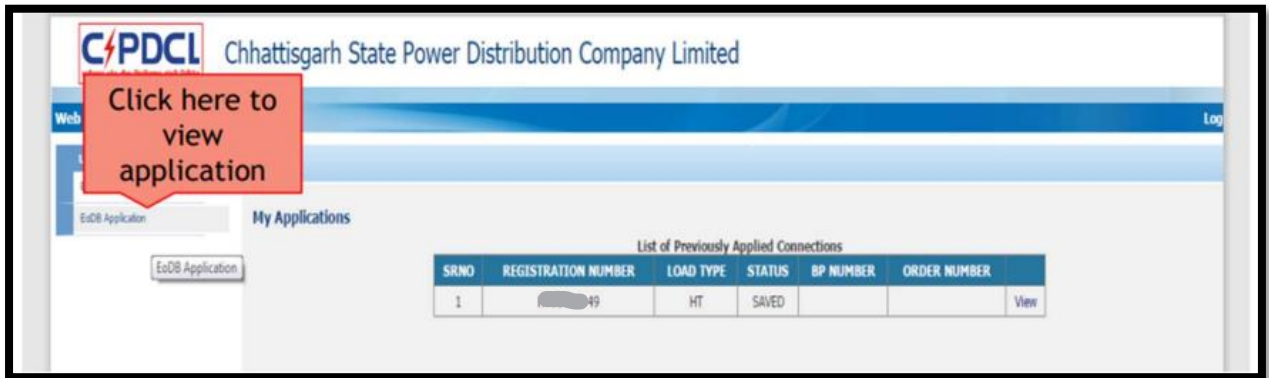 CSPDCL Chhattisgarh State Power Distribution Company Limited
Click here to
view
application
Web
Log
EoDB Application
My Applications
EoDB Application
List of Previously Applied Connections
SRNO REGISTRATION NUMBER LOAD TYPE STATUS BP NUMBER ORDER NUMBER
1 49 HT SAVED View